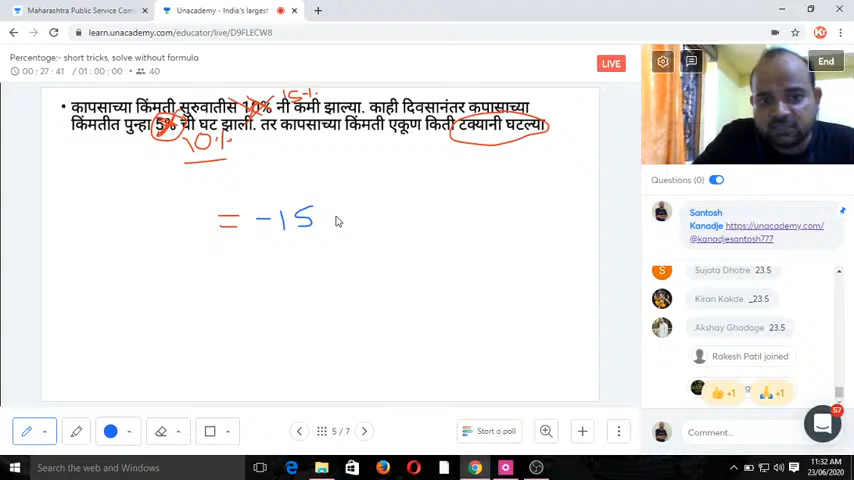 Maharashtra Public Service Com
Unacademy - India's largest
learn.unacademy.com/educator/live/D9FLECW8
Percentage:- short tricks, solve without formula
00 : 27 : 41 / 01 : 00 : 00 • 40
LIVE
End
15%
• कापसाच्या किंमती सुरुवातीस 10% नी कमी झाल्या. काही दिवसानंतर कपासाच्या
किंमतीत पुन्हा 5% ची घट झाली. तर कापसाच्या किंमती एकूण किती टक्यानी घटल्या
10%
= -15
Questions (0)
Santosh
Kanadje https://unacademy.com/
@kanadjesantosh777
S Sujata Dhotre 23.5
Kiran Kakde _23.5
Akshay Ghadage 23.5
Rakesh Patil joined
+1 +1
57
5 / 7
Start a poll
Comment...
Search the web and Windows
11:32 AM
23/06/2020